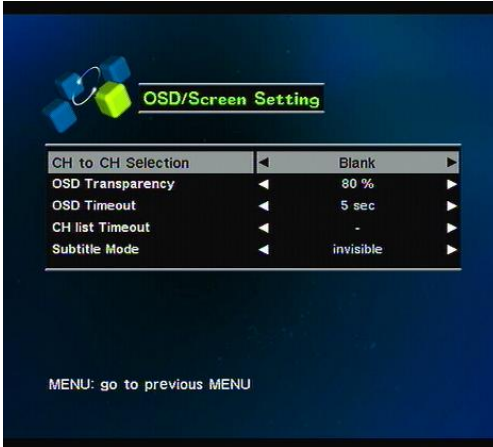 OSD/Screen Setting
CH to CH Selection ◀ Blank ▶
OSD Transparency ◀ 80 % ▶
OSD Timeout ◀ 5 sec ▶
CH list Timeout ◀ - ▶
Subtitle Mode ◀ invisible ▶
MENU: go to previous MENU